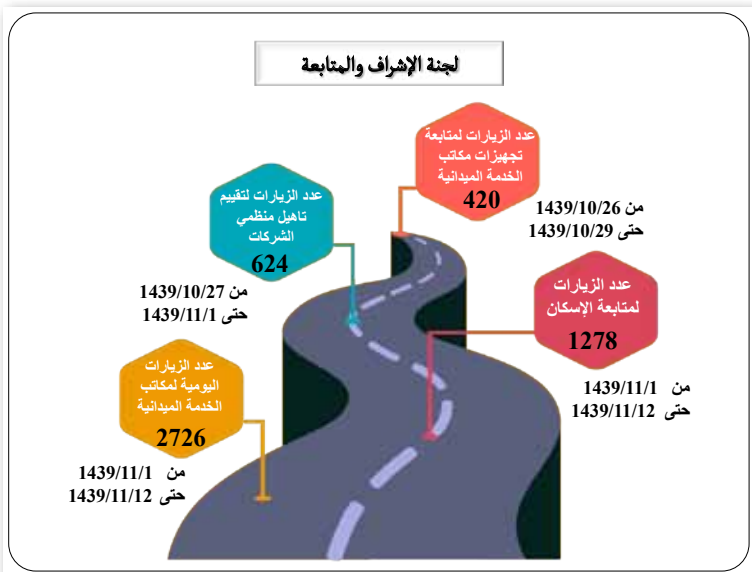 لجنة الإشراف والمتابعة
عدد الزيارات لمتابعة
تجهيزات مكاتب
الخدمة الميدانية
420
من 1439/10/26
حتى 1439/10/29
عدد الزيارات لتقييم
تاهيل منظمي
الشركات
624
من 1439/10/27
حتى 1439/11/1
عدد الزيارات
لمتابعة الإسكان
1278
من 1439/11/1
حتى 1439/11/12
عدد الزيارات
اليومية لمكاتب
الخدمة الميدانية
2726
من 1439/11/1
حتى 1439/11/12